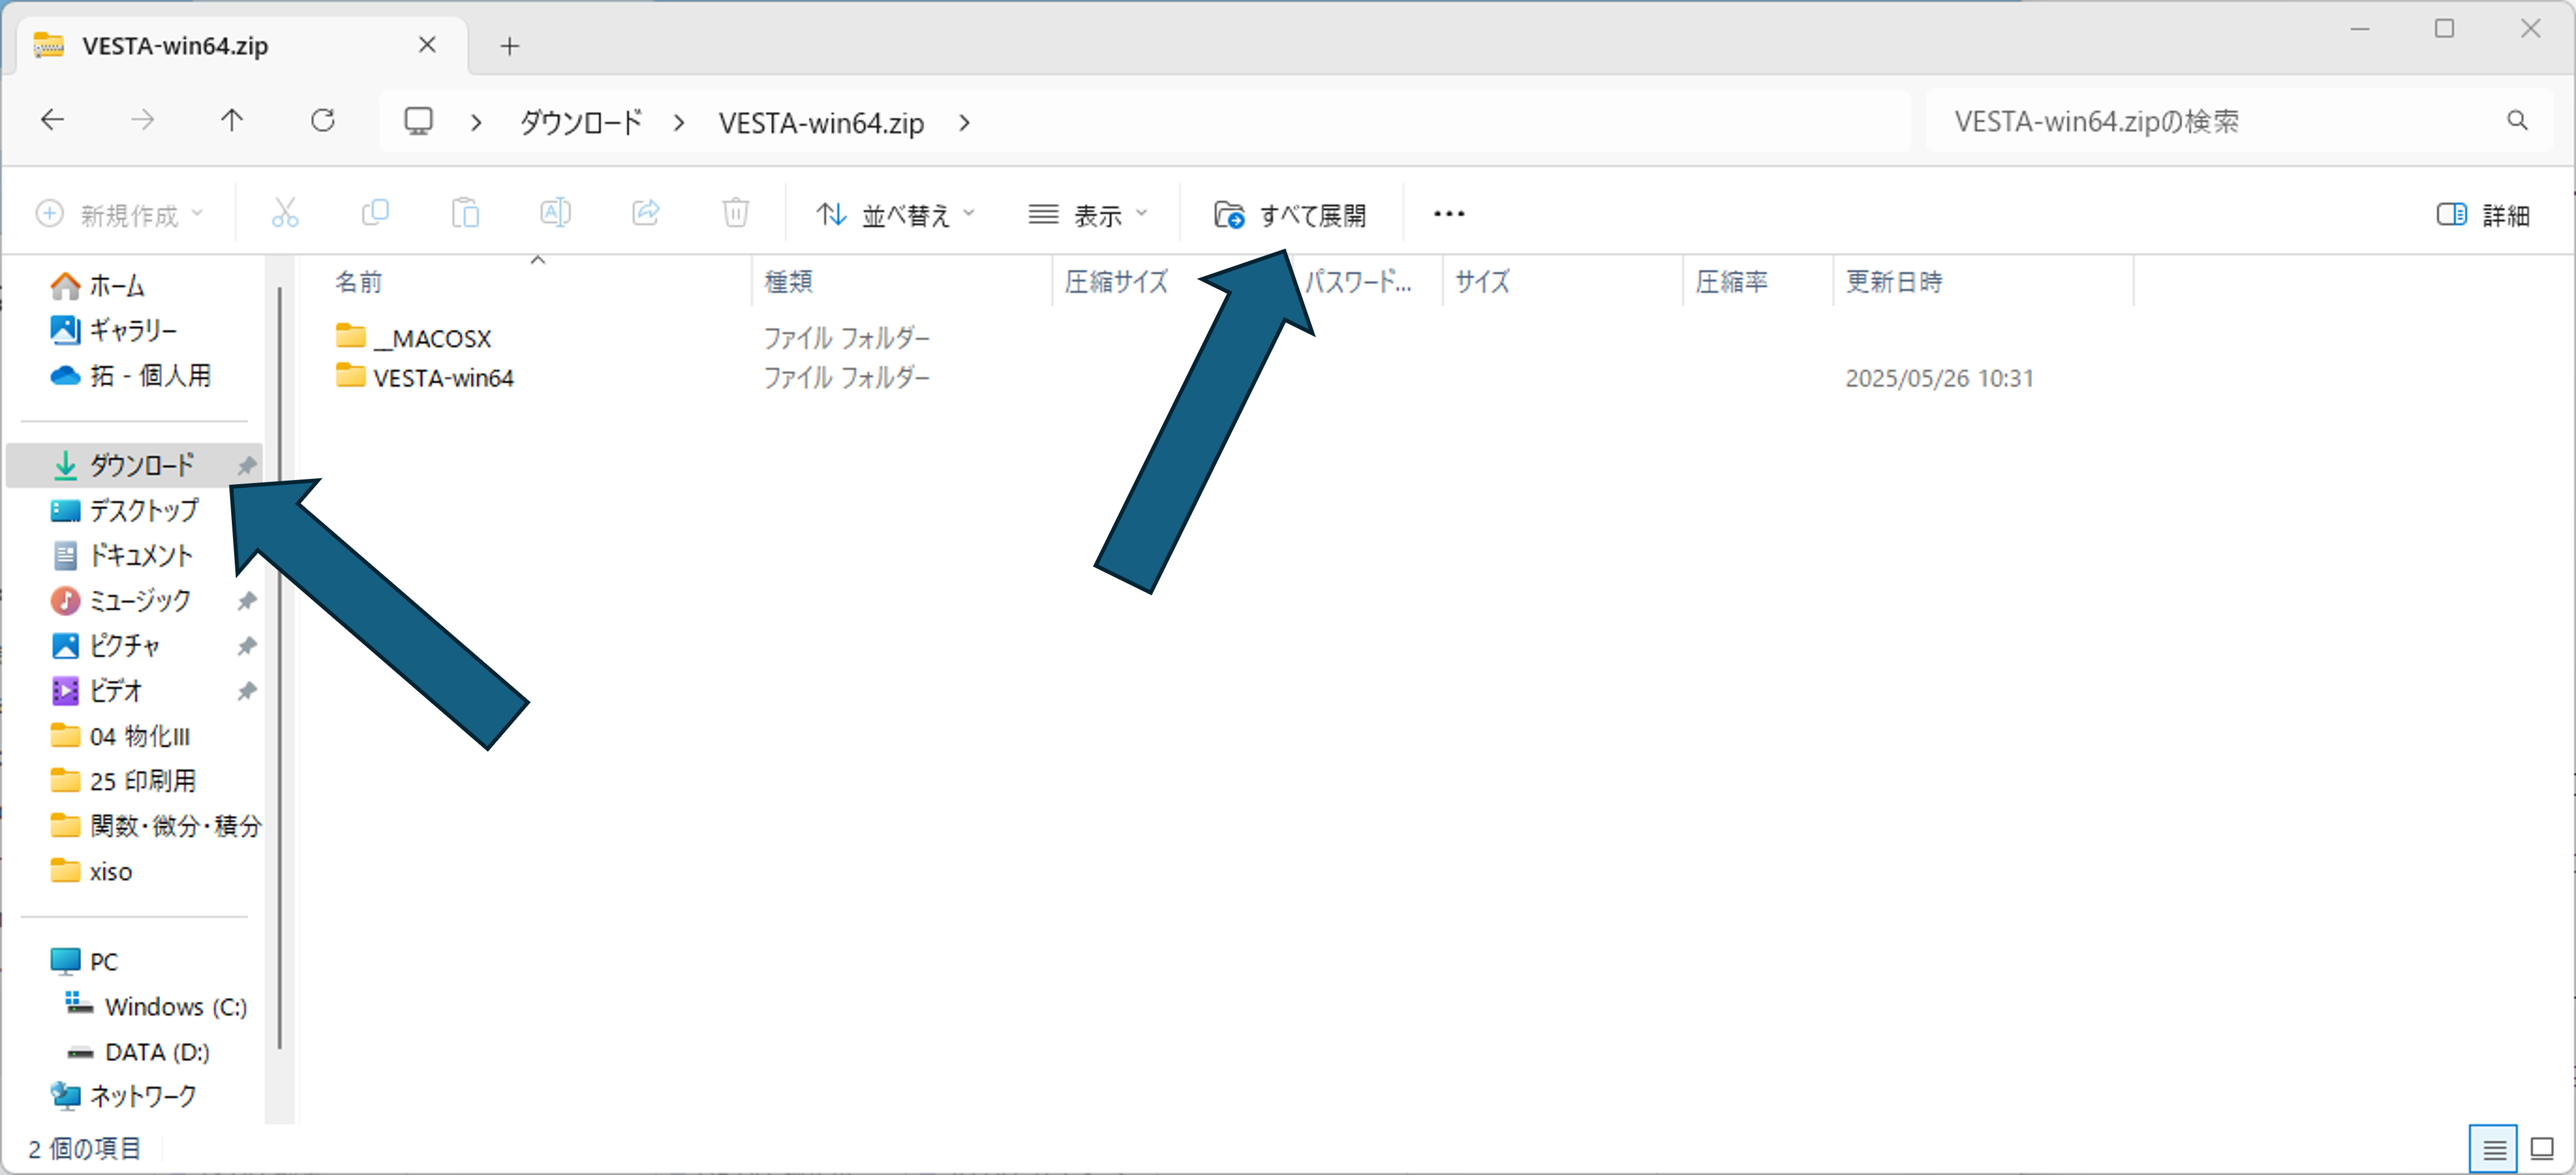 VESTA-win64.zip
ダウンロード
VESTA-win64.zip
VESTA-win64.zipの検索
新規作成
並べ替え
表示
すべて展開
詳細
名前
種類
圧縮サイズ
パスワード...
サイズ
圧縮率
更新日時
__MACOSX
ファイル フォルダー
VESTA-win64
ファイル フォルダー
2025/05/26 10:31
ホーム
ギャラリー
拓 - 個人用
ダウンロード
デスクトップ
ドキュメント
ミュージック
ピクチャ
ビデオ
04 物化III
25 印刷用
関数・微分・積分
xiso
PC
Windows (C:)
DATA (D:)
ネットワーク
2 個の項目